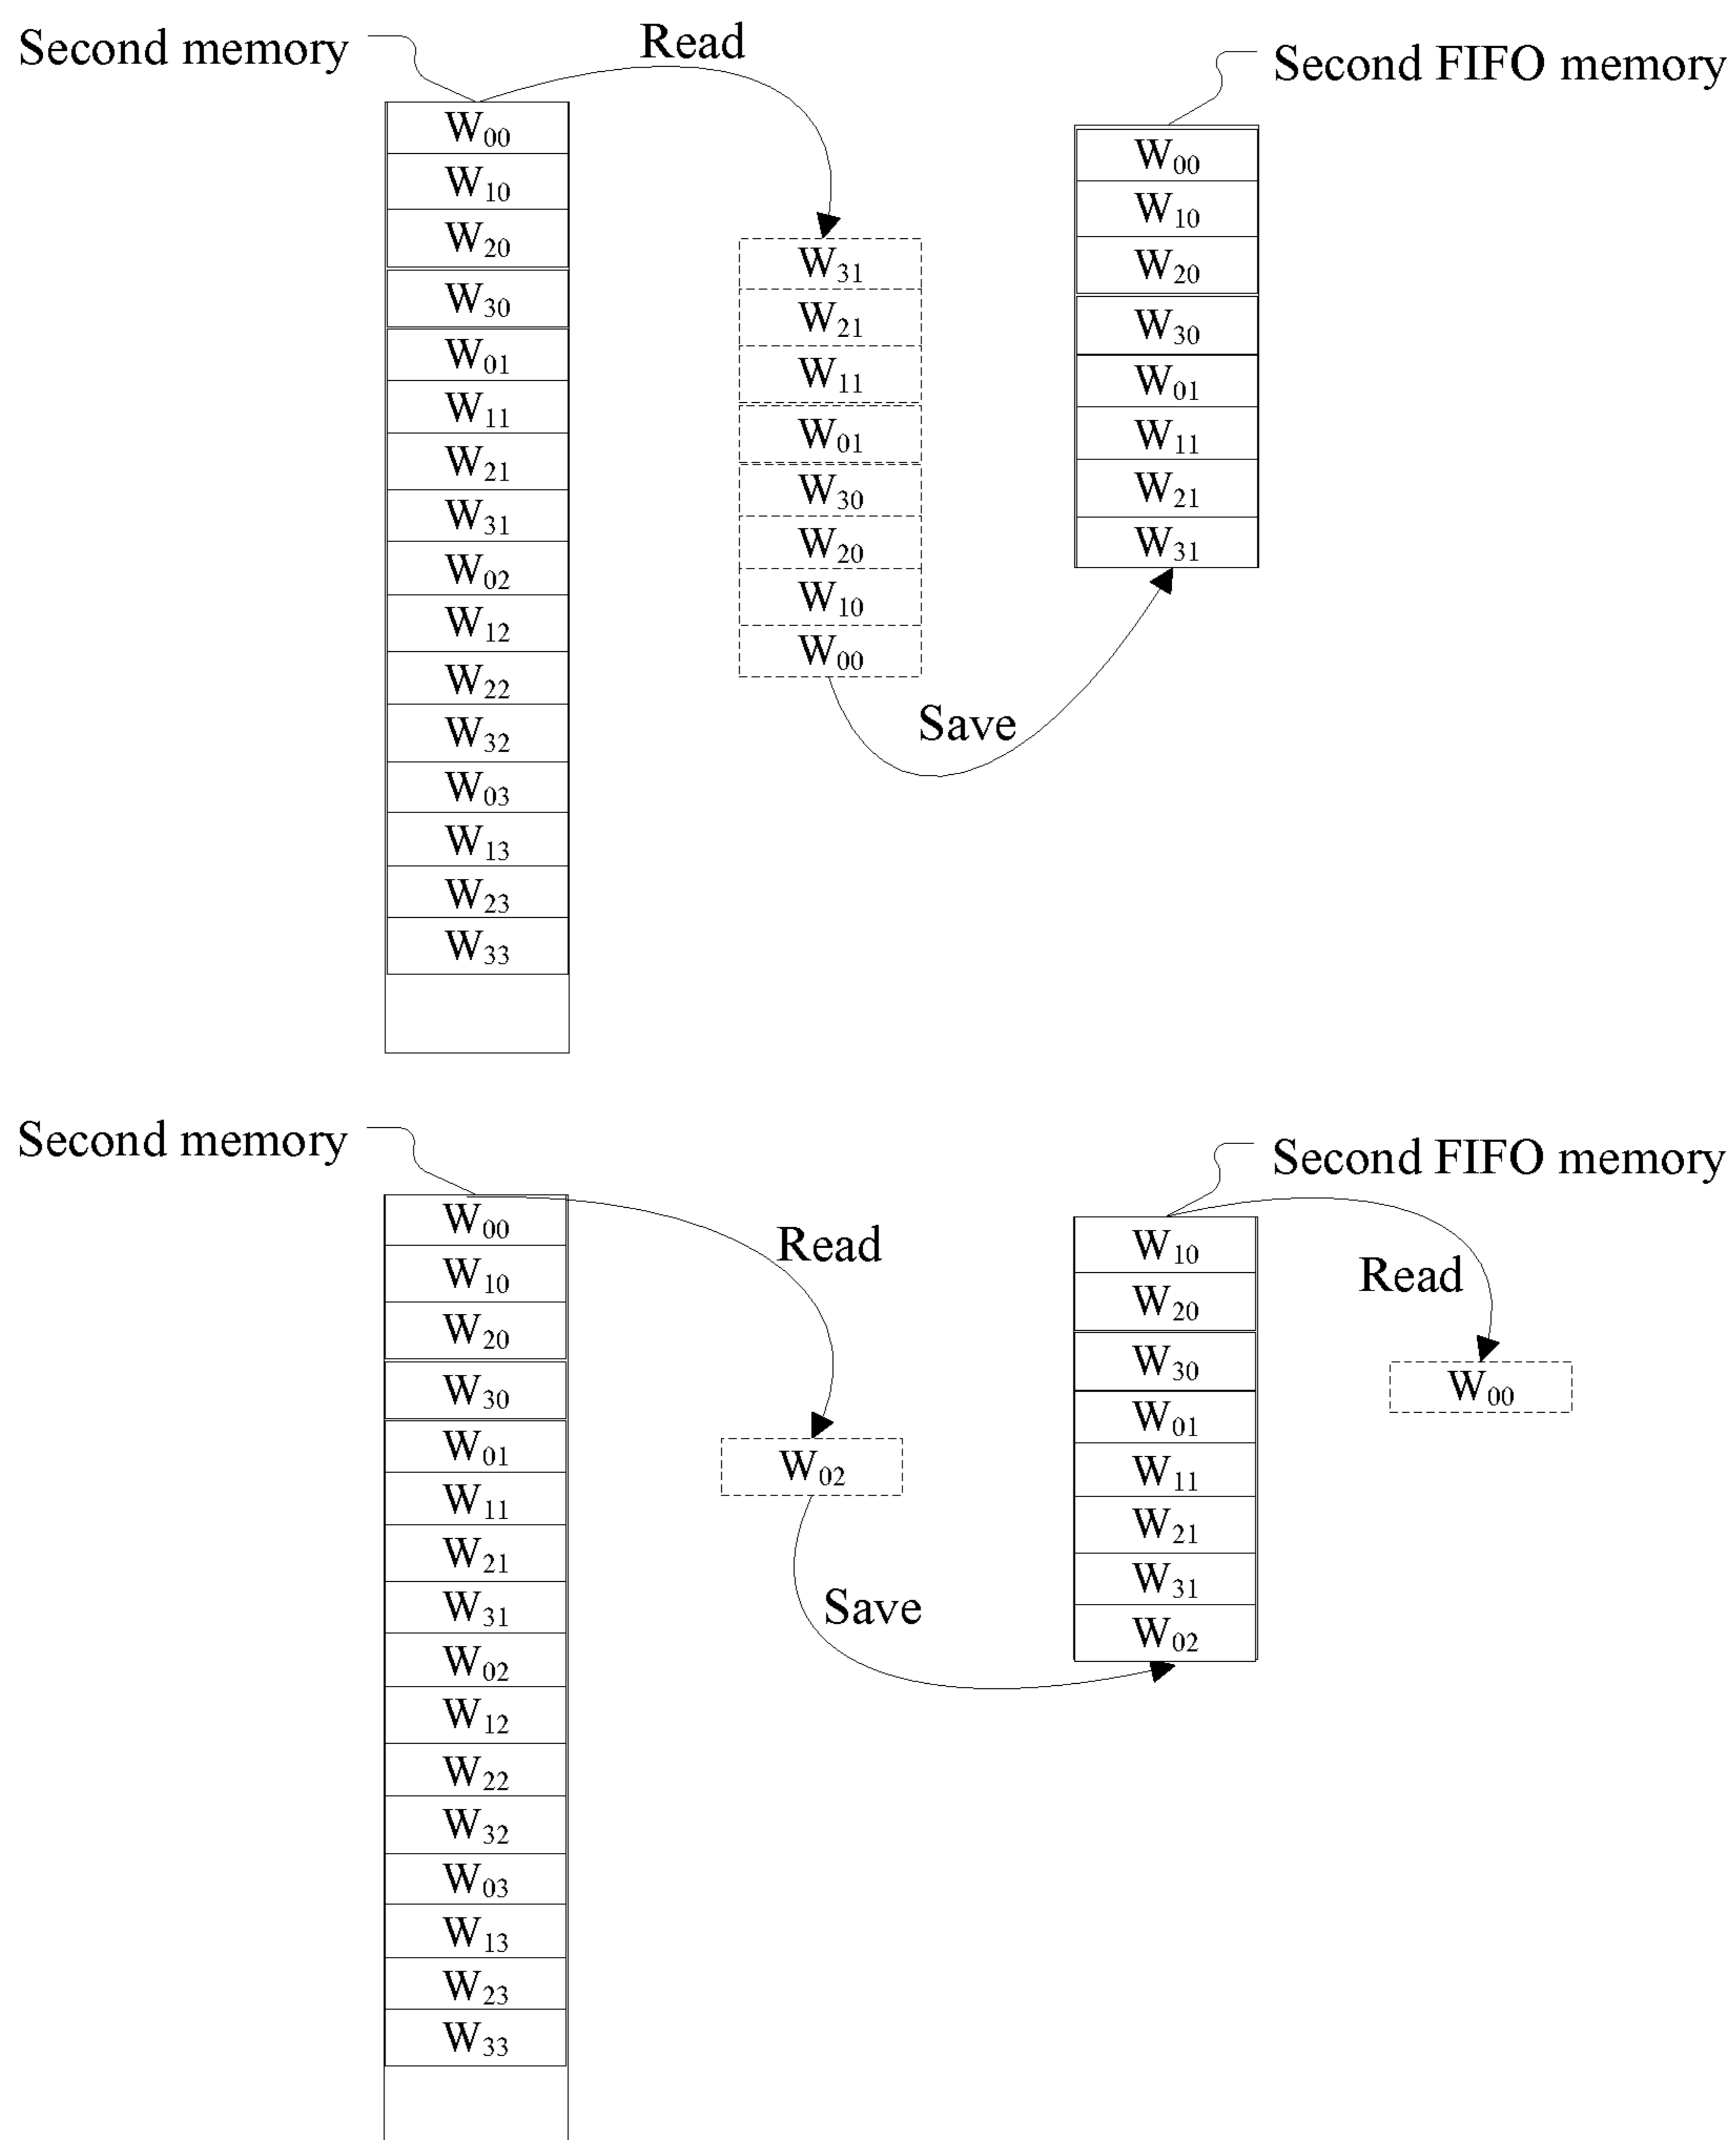 Second memory
Read
Second FIFO memory
W₀₀
W₁₀
W₂₀
W₃₀
W₀₁
W₁₁
W₂₁
W₃₁
W₀₂
W₁₂
W₂₂
W₃₂
W₀₃
W₁₃
W₂₃
W₃₃
W₃₁
W₂₁
W₁₁
W₀₁
W₃₀
W₂₀
W₁₀
W₀₀
Save
W₀₀
W₁₀
W₂₀
W₃₀
W₀₁
W₁₁
W₂₁
W₃₁
Second memory
Second FIFO memory
W₀₀
W₁₀
W₂₀
W₃₀
W₀₁
W₁₁
W₂₁
W₃₁
W₀₂
W₁₂
W₂₂
W₃₂
W₀₃
W₁₃
W₂₃
W₃₃
Read
W₀₂
Save
W₁₀
W₂₀
W₃₀
W₀₁
W₁₁
W₂₁
W₃₁
W₀₂
Read
W₀₀